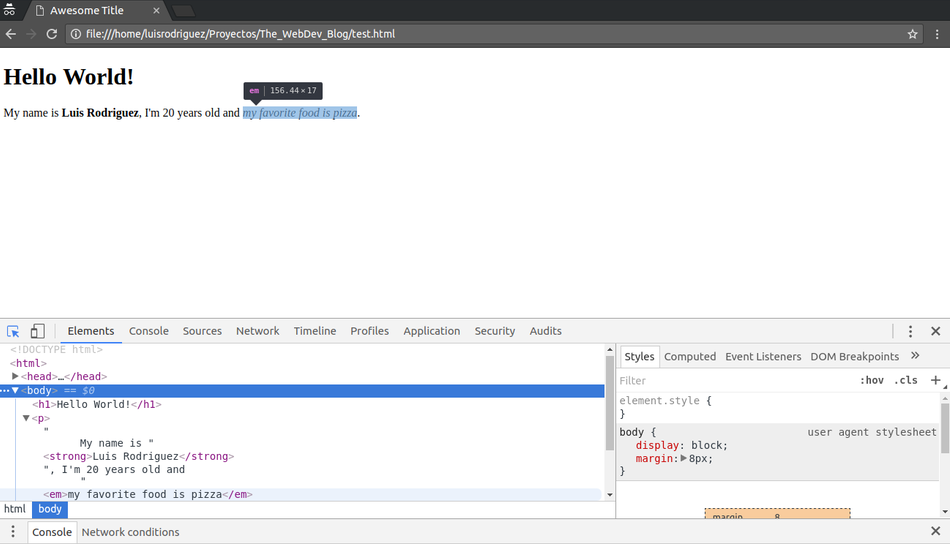 Awesome Title
file:///home/luisrodriguez/Proyectos/The_WebDev_Blog/test.html
Hello World!
em | 156.44 × 17
My name is Luis Rodriguez, I'm 20 years old and my favorite food is pizza.
Elements Console Sources Network Timeline Profiles Application Security Audits
<!DOCTYPE html>
<html>
▶<head>…</head>
…▼<body> == $0
<h1>Hello World!</h1>
▼<p>
"
My name is "
<strong>Luis Rodriguez</strong>
", I'm 20 years old and
"
<em>my favorite food is pizza</em>
html body
Styles Computed Event Listeners DOM Breakpoints »
Filter :hov .cls +
element.style {
}
body { user agent stylesheet
display: block;
margin:▶8px;
}
margin 8
Console Network conditions